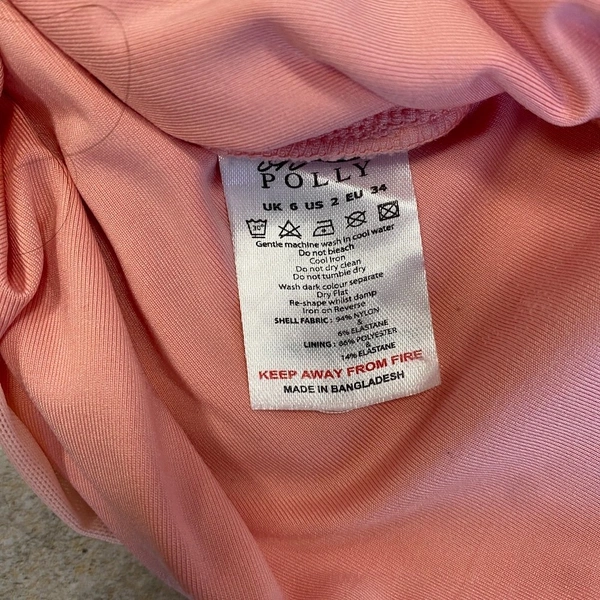 POLLY
UK 6 US 2 EU 34
30°
Gentle machine wash in cool water
Do not bleach
Cool Iron
Do not dry clean
Do not tumble dry
Wash dark colour separate
Dry Flat
Re-shape whilst damp
Iron on Reverse
SHELL FABRIC : 94% NYLON
&
6% ELASTANE
LINING : 86% POLYESTER
&
14% ELASTANE
KEEP AWAY FROM FIRE
MADE IN BANGLADESH